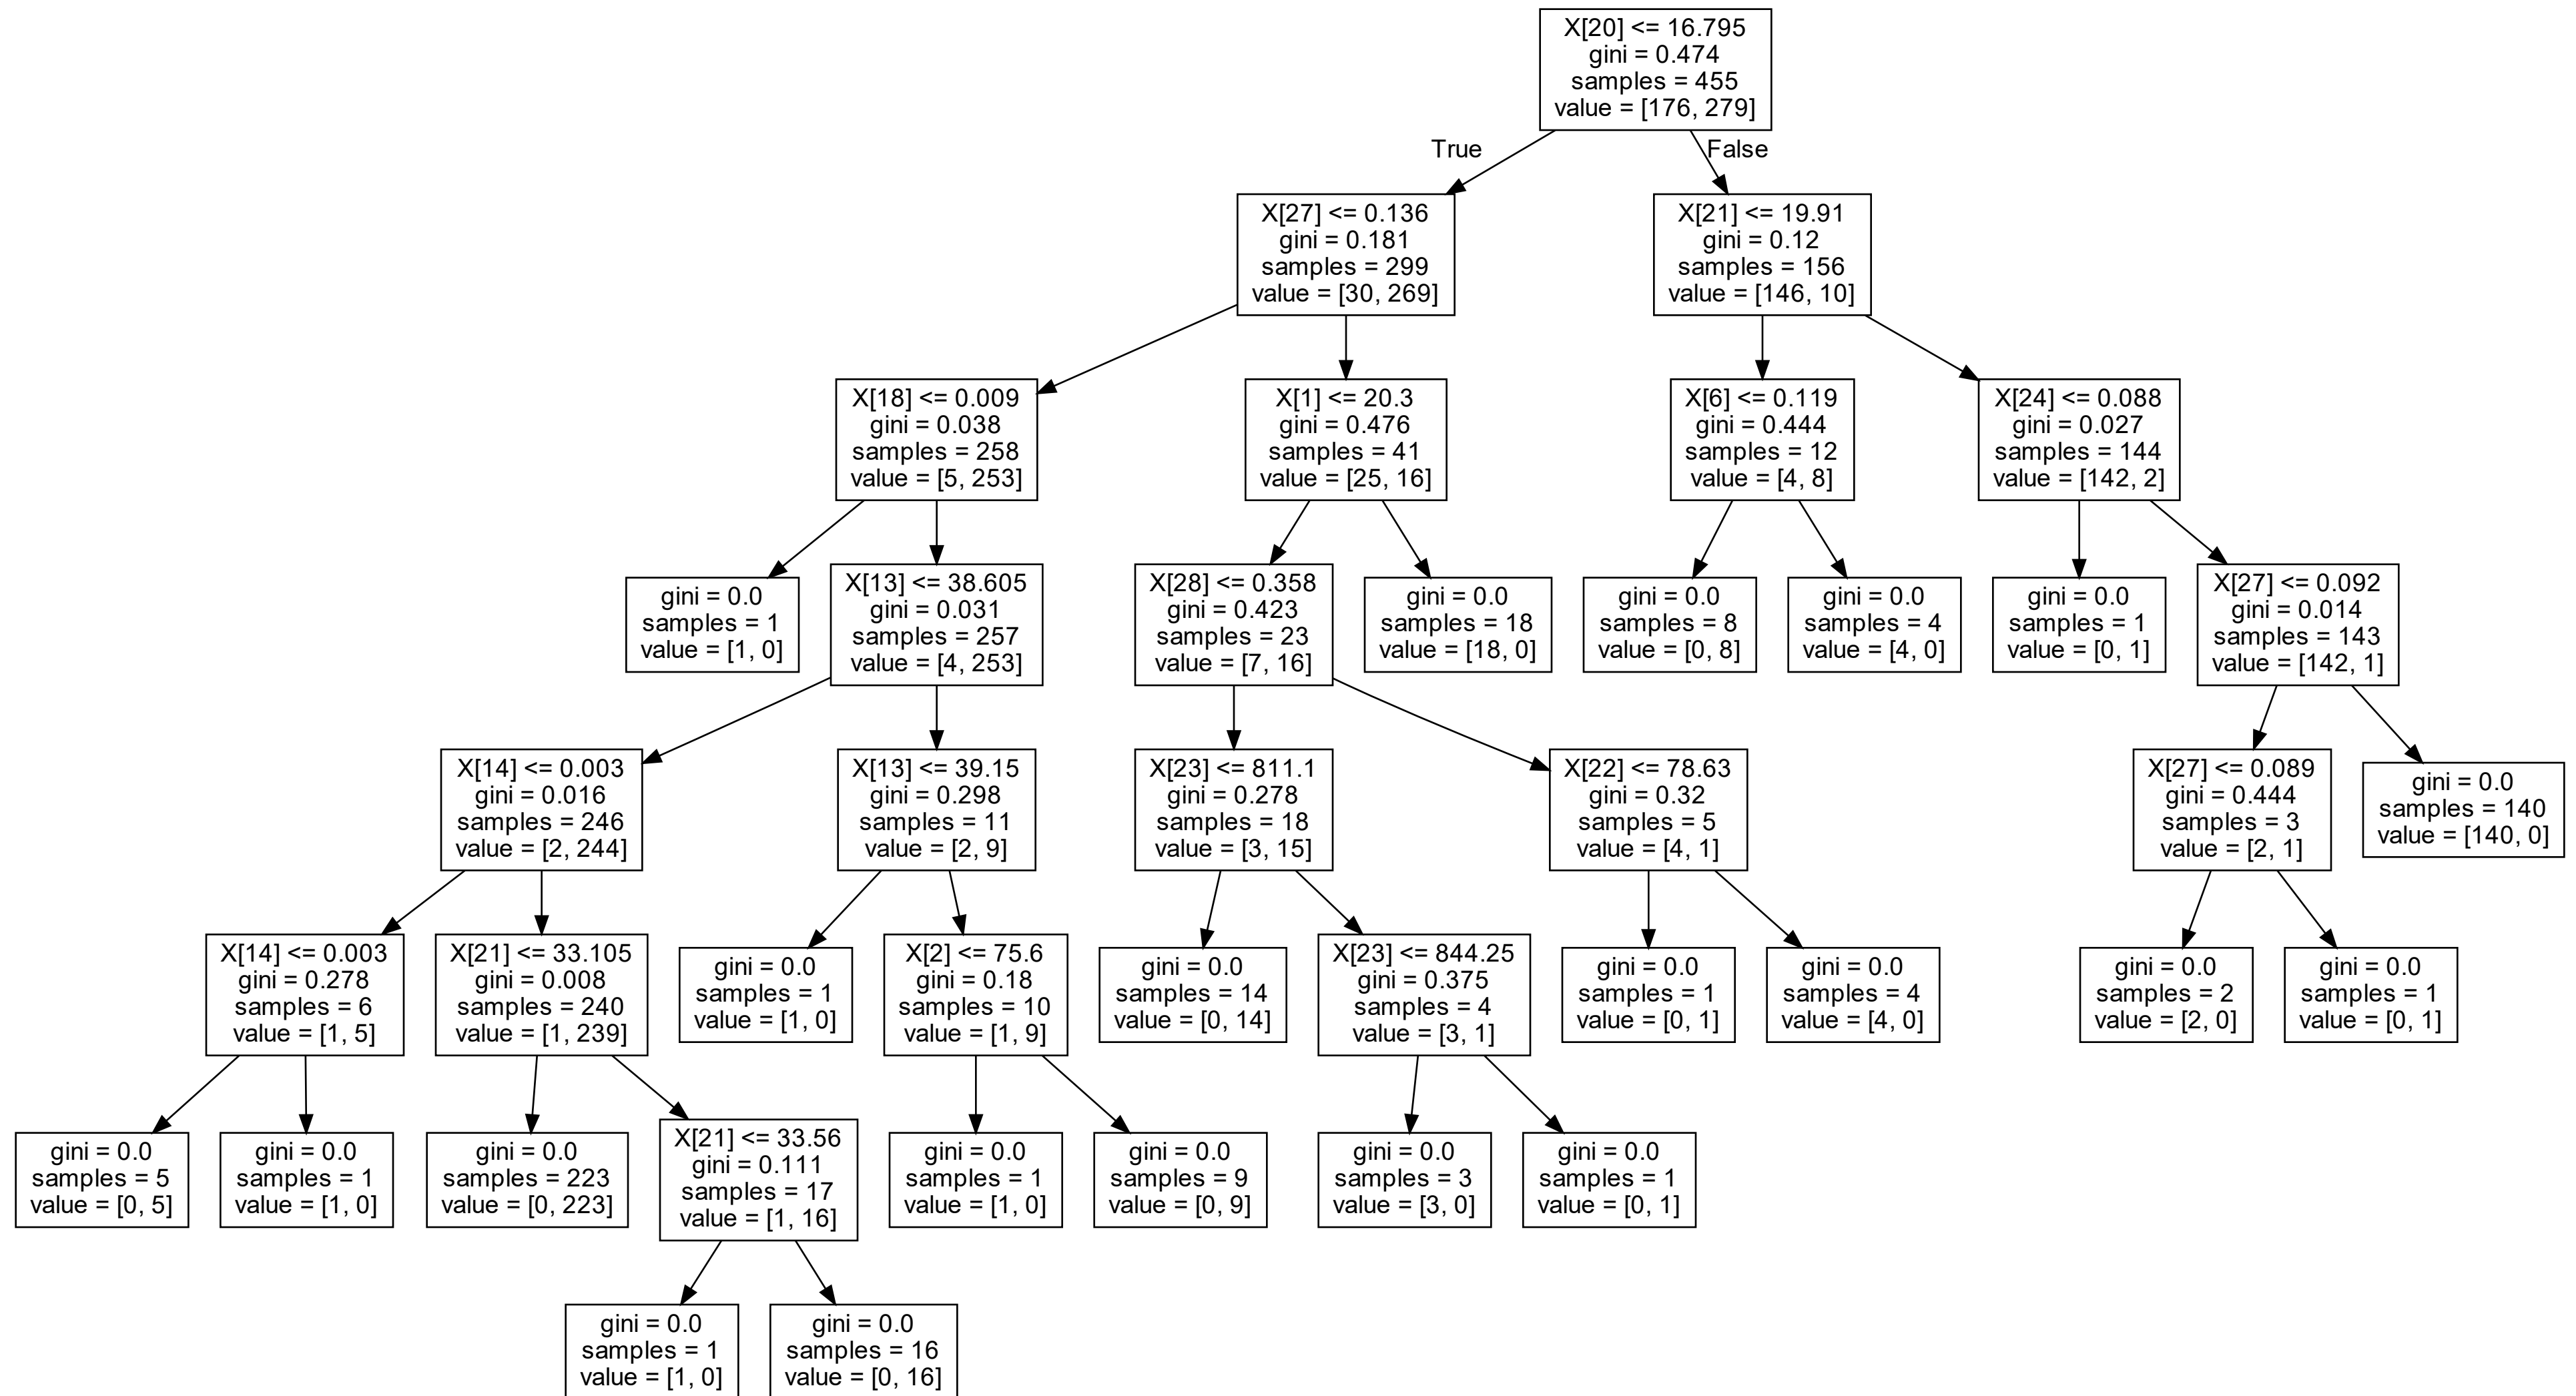 X[20] <= 16.795
gini = 0.474
samples = 455
value = [176, 279]
True
False
X[27] <= 0.136
gini = 0.181
samples = 299
value = [30, 269]
X[21] <= 19.91
gini = 0.12
samples = 156
value = [146, 10]
X[18] <= 0.009
gini = 0.038
samples = 258
value = [5, 253]
X[1] <= 20.3
gini = 0.476
samples = 41
value = [25, 16]
X[6] <= 0.119
gini = 0.444
samples = 12
value = [4, 8]
X[24] <= 0.088
gini = 0.027
samples = 144
value = [142, 2]
gini = 0.0
samples = 1
value = [1, 0]
X[13] <= 38.605
gini = 0.031
samples = 257
value = [4, 253]
X[28] <= 0.358
gini = 0.423
samples = 23
value = [7, 16]
gini = 0.0
samples = 18
value = [18, 0]
gini = 0.0
samples = 8
value = [0, 8]
gini = 0.0
samples = 4
value = [4, 0]
gini = 0.0
samples = 1
value = [0, 1]
X[27] <= 0.092
gini = 0.014
samples = 143
value = [142, 1]
X[14] <= 0.003
gini = 0.016
samples = 246
value = [2, 244]
X[13] <= 39.15
gini = 0.298
samples = 11
value = [2, 9]
X[23] <= 811.1
gini = 0.278
samples = 18
value = [3, 15]
X[22] <= 78.63
gini = 0.32
samples = 5
value = [4, 1]
X[27] <= 0.089
gini = 0.444
samples = 3
value = [2, 1]
gini = 0.0
samples = 140
value = [140, 0]
X[14] <= 0.003
gini = 0.278
samples = 6
value = [1, 5]
X[21] <= 33.105
gini = 0.008
samples = 240
value = [1, 239]
gini = 0.0
samples = 1
value = [1, 0]
X[2] <= 75.6
gini = 0.18
samples = 10
value = [1, 9]
gini = 0.0
samples = 14
value = [0, 14]
X[23] <= 844.25
gini = 0.375
samples = 4
value = [3, 1]
gini = 0.0
samples = 1
value = [0, 1]
gini = 0.0
samples = 4
value = [4, 0]
gini = 0.0
samples = 2
value = [2, 0]
gini = 0.0
samples = 1
value = [0, 1]
gini = 0.0
samples = 5
value = [0, 5]
gini = 0.0
samples = 1
value = [1, 0]
gini = 0.0
samples = 223
value = [0, 223]
X[21] <= 33.56
gini = 0.111
samples = 17
value = [1, 16]
gini = 0.0
samples = 1
value = [1, 0]
gini = 0.0
samples = 9
value = [0, 9]
gini = 0.0
samples = 3
value = [3, 0]
gini = 0.0
samples = 1
value = [0, 1]
gini = 0.0
samples = 1
value = [1, 0]
gini = 0.0
samples = 16
value = [0, 16]